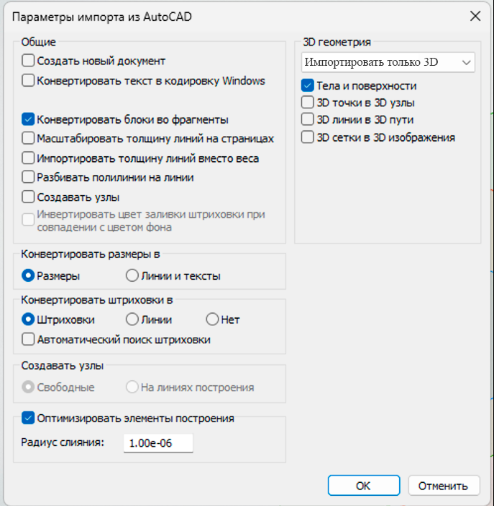 Параметры импорта из AutoCAD
Общие
Создать новый документ
Конвертировать текст в кодировку Windows
Конвертировать блоки во фрагменты
Масштабировать толщину линий на страницах
Импортировать толщину линий вместо веса
Разбивать полилинии на линии
Создавать узлы
Инвертировать цвет заливки штриховки при
совпадении с цветом фона
Конвертировать размеры в
Размеры
Линии и тексты
Конвертировать штриховки в
Штриховки
Линии
Нет
Автоматический поиск штриховки
Создавать узлы
Свободные
На линиях построения
Оптимизировать элементы построения
Радиус слияния:
1.00e-06
3D геометрия
Импортировать только 3D
Тела и поверхности
3D точки в 3D узлы
3D линии в 3D пути
3D сетки в 3D изображения
ОК
Отменить